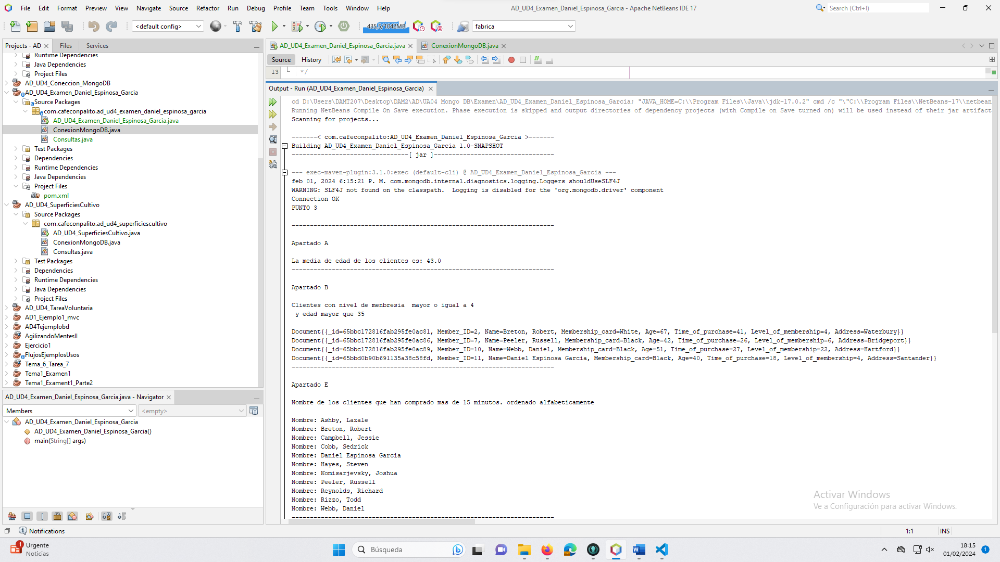 File Edit Format Preview View Navigate Source Refactor Run Debug Profile Team Tools Window Help
AD_UD4_Examen_Daniel_Espinosa_Garcia - Apache NetBeans IDE 17
Search (Ctrl+I)
<default config>
435,5/1042MB
fabrica
Projects - AD
Files
Services
Runtime Dependencies
Java Dependencies
Project Files
AD_UD4_Coneccion_MongoDB
AD_UD4_Examen_Daniel_Espinosa_Garcia
Source Packages
com.cafeconpalito.ad_ud4_examen_daniel_espinosa_garcia
AD_UD4_Examen_Daniel_Espinosa_Garcia.java
ConexionMongoDB.java
Consultas.java
Test Packages
Dependencies
Runtime Dependencies
Java Dependencies
Project Files
pom.xml
AD_UD4_SuperficiesCultivo
Source Packages
com.cafeconpalito.ad_ud4_superficiescultivo
AD_UD4_SuperficiesCultivo.java
ConexionMongoDB.java
Consultas.java
Test Packages
Dependencies
Runtime Dependencies
Java Dependencies
Project Files
AD_UD4_TareaVoluntaria
AD1_Ejemplo1_mvc
AD4Tejemplobd
AgilizandoMentesII
Ejercicio1
FlujosEjemplosUsos
Tema_6_Tarea_7
Tema1_Examen1
Tema1_Exament1_Parte2
AD_UD4_Examen_Daniel_Espinosa_Garcia.java - Navigator
Members
<empty>
AD_UD4_Examen_Daniel_Espinosa_Garcia
AD_UD4_Examen_Daniel_Espinosa_Garcia()
main(String[] args)
AD_UD4_Examen_Daniel_Espinosa_Garcia.java
ConexionMongoDB.java
Source
History
13 */
Output - Run (AD_UD4_Examen_Daniel_Espinosa_Garcia)
cd D:\Users\DAMT207\Desktop\DAM2\AD\UA04 Mongo DB\Examen\AD_UD4_Examen_Daniel_Espinosa_Garcia; "JAVA_HOME=C:\\Program Files\\Java\\jdk-17.0.2" cmd /c "\"C:\\Program Files\\NetBeans-17\\netbean
Running NetBeans Compile On Save execution. Phase execution is skipped and output directories of dependency projects (with Compile on Save turned on) will be used instead of their jar artifact
Scanning for projects...
-------< com.cafeconpalito:AD_UD4_Examen_Daniel_Espinosa_Garcia >-------
Building AD_UD4_Examen_Daniel_Espinosa_Garcia 1.0-SNAPSHOT
--------------------------------[ jar ]---------------------------------
--- exec-maven-plugin:3.1.0:exec (default-cli) @ AD_UD4_Examen_Daniel_Espinosa_Garcia ---
feb 01, 2024 6:15:21 P. M. com.mongodb.internal.diagnostics.logging.Loggers shouldUseSLF4J
WARNING: SLF4J not found on the classpath.  Logging is disabled for the 'org.mongodb.driver' component
Connection OK
PUNTO 3
------------------------------------------------------------------------
Apartado A
La media de edad de los clientes es: 43.0
------------------------------------------------------------------------
Apartado B
Clientes con nivel de menbresia  mayor o igual a 4
y edad mayor que 35
Document{{_id=65bbc172816fab295fe0ac81, Member_ID=2, Name=Breton, Robert, Membership_card=White, Age=67, Time_of_purchase=41, Level_of_membership=4, Address=Waterbury}}
Document{{_id=65bbc172816fab295fe0ac86, Member_ID=7, Name=Peeler, Russell, Membership_card=Black, Age=42, Time_of_purchase=26, Level_of_membership=6, Address=Bridgeport}}
Document{{_id=65bbc172816fab295fe0ac89, Member_ID=10, Name=Webb, Daniel, Membership_card=Black, Age=51, Time_of_purchase=27, Level_of_membership=22, Address=Hartford}}
Document{{_id=65bbd0b90b691135a38c58fd, Member_ID=11, Name=Daniel Espinosa Garcia, Membership_card=Black, Age=40, Time_of_purchase=18, Level_of_membership=4, Address=Santander}}
------------------------------------------------------------------------
Apartado E
Nombre de los clientes que han comprado mas de 15 minutos. ordenado alfabeticamente
Nombre: Ashby, Lazale
Nombre: Breton, Robert
Nombre: Campbell, Jessie
Nombre: Cobb, Sedrick
Nombre: Daniel Espinosa Garcia
Nombre: Hayes, Steven
Nombre: Komisarjevsky, Joshua
Nombre: Peeler, Russell
Nombre: Reynolds, Richard
Nombre: Rizzo, Todd
Nombre: Webb, Daniel
------------------------------------------------------------------------
Activar Windows
Ve a Configuración para activar Windows.
Notifications
1:1
INS
1
Urgente
Noticias
Búsqueda
18:15
01/02/2024
1